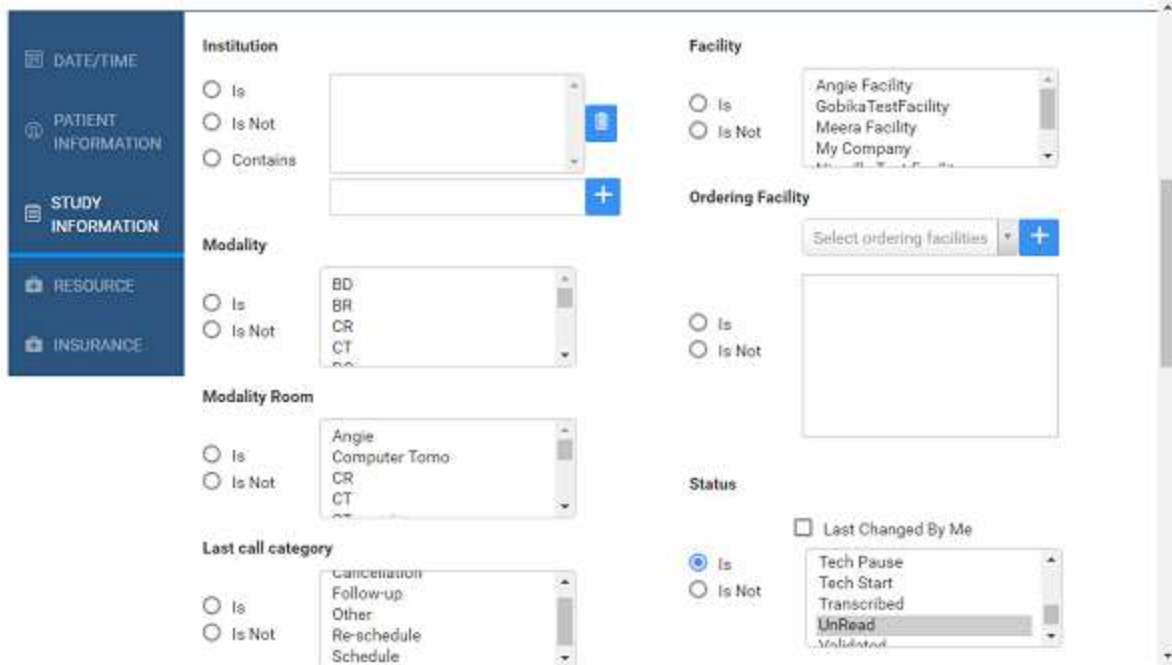 DATE/TIME
PATIENT
INFORMATION
STUDY
INFORMATION
RESOURCE
INSURANCE
Institution
Is
Is Not
Contains
Modality
Is
Is Not
BD
BR
CR
CT
Modality Room
Is
Is Not
Angie
Computer Tomo
CR
CT
Last call category
Is
Is Not
Cancellation
Follow-up
Other
Re-schedule
Schedule
Facility
Is
Is Not
Angie Facility
GobikaTestFacility
Meera Facility
My Company
Ordering Facility
Select ordering facilities
Is
Is Not
Status
Last Changed By Me
Is
Is Not
Tech Pause
Tech Start
Transcribed
UnRead
Validated